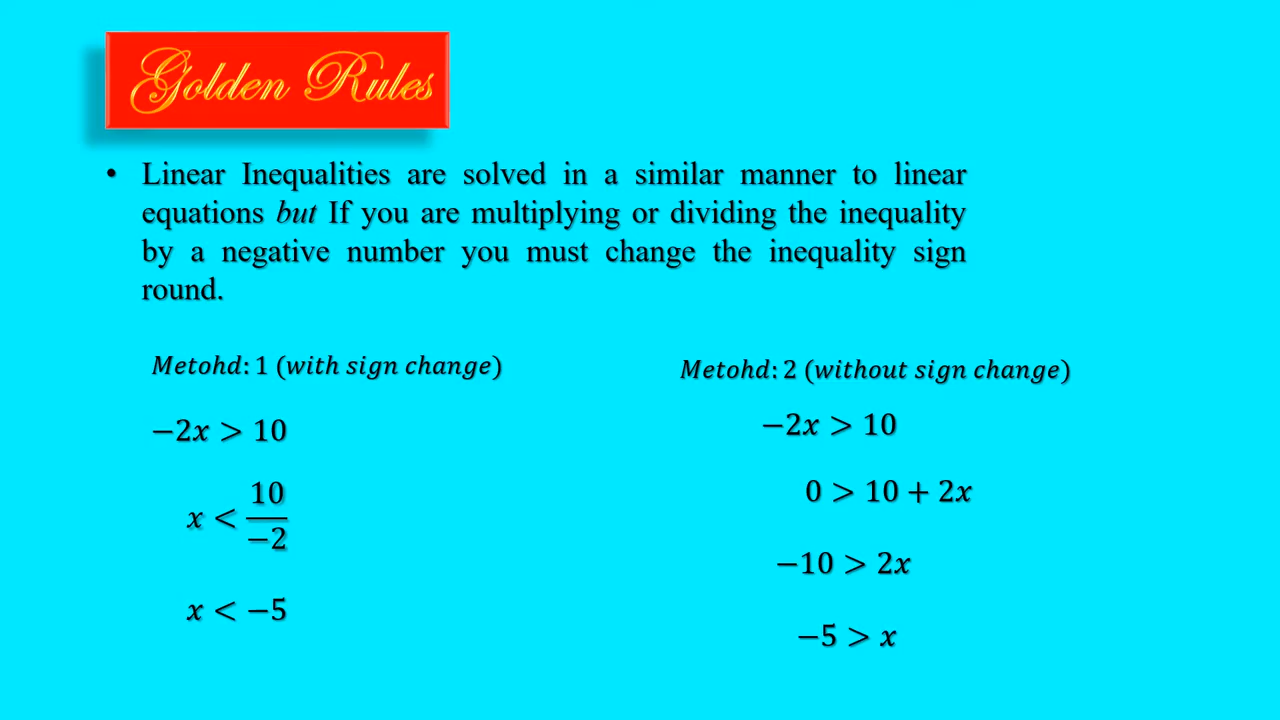 Golden Rules
• Linear Inequalities are solved in a similar manner to linear
equations but If you are multiplying or dividing the inequality
by a negative number you must change the inequality sign
round.
Metohd: 1 (with sign change)
−2x > 10
x < 10/−2
x < −5
Metohd: 2 (without sign change)
−2x > 10
0 > 10 + 2x
−10 > 2x
−5 > x